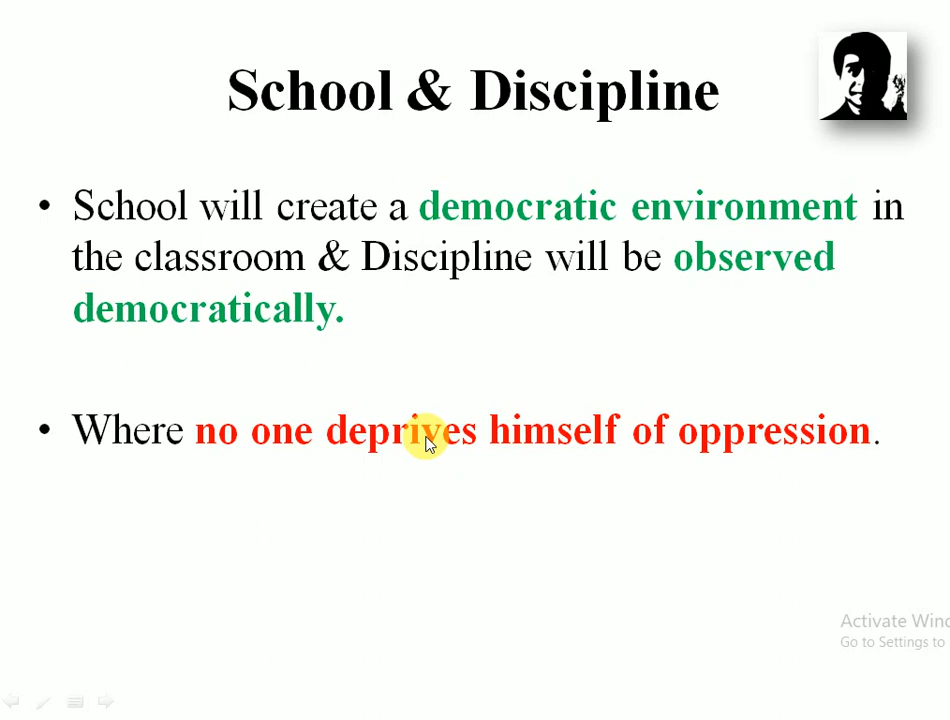 School & Discipline
• School will create a democratic environment in
the classroom & Discipline will be observed
democratically.
• Where no one deprives himself of oppression.
Activate Win
Go to Settings to